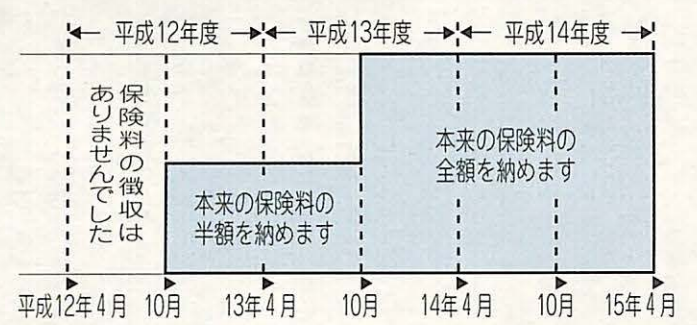 平成12年度
平成13年度
平成14年度
保険料の徴収は
ありませんでした
本来の保険料の
半額を納めます
本来の保険料の
全額を納めます
平成12年4月
10月
13年4月
10月
14年4月
10月
15年4月